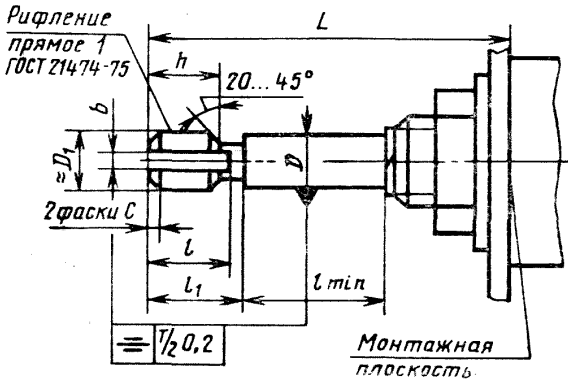 Рифление
прямое 1
ГОСТ 21474-75
L
h
20...45°
b
≈D₁
D
2 фаски C
l
l₁
l min
T/2 0,2
Монтажная
плоскость